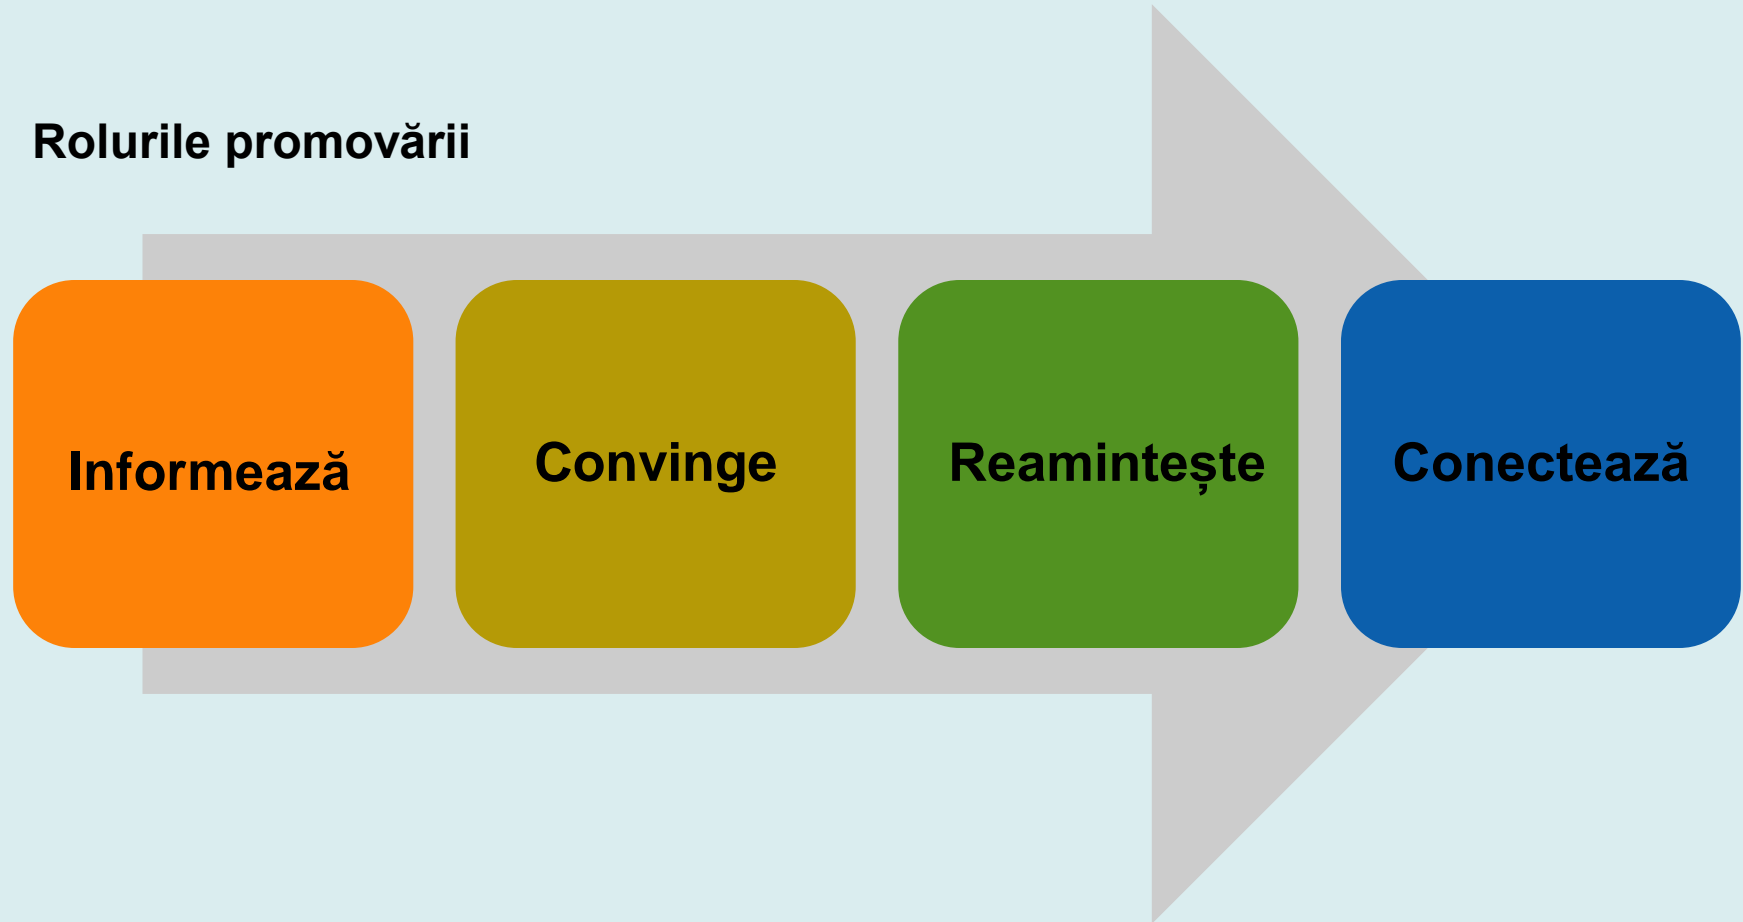 Rolurile promovării
Informează
Convinge
Reamintește
Conectează